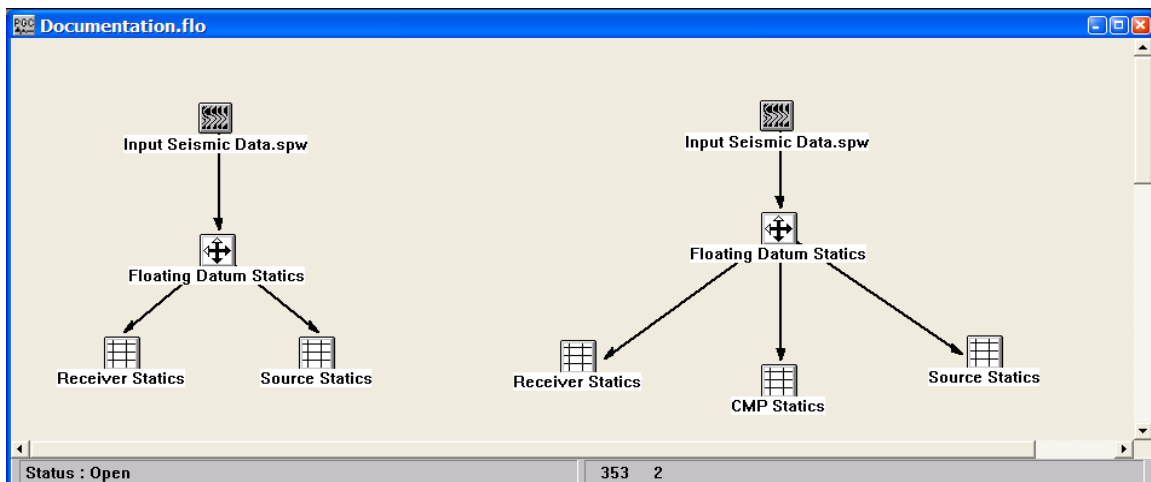 PGC Documentation.flo
Input Seismic Data.spw
Floating Datum Statics
Receiver Statics
Source Statics
Input Seismic Data.spw
Floating Datum Statics
Receiver Statics
CMP Statics
Source Statics
Status : Open
353 2